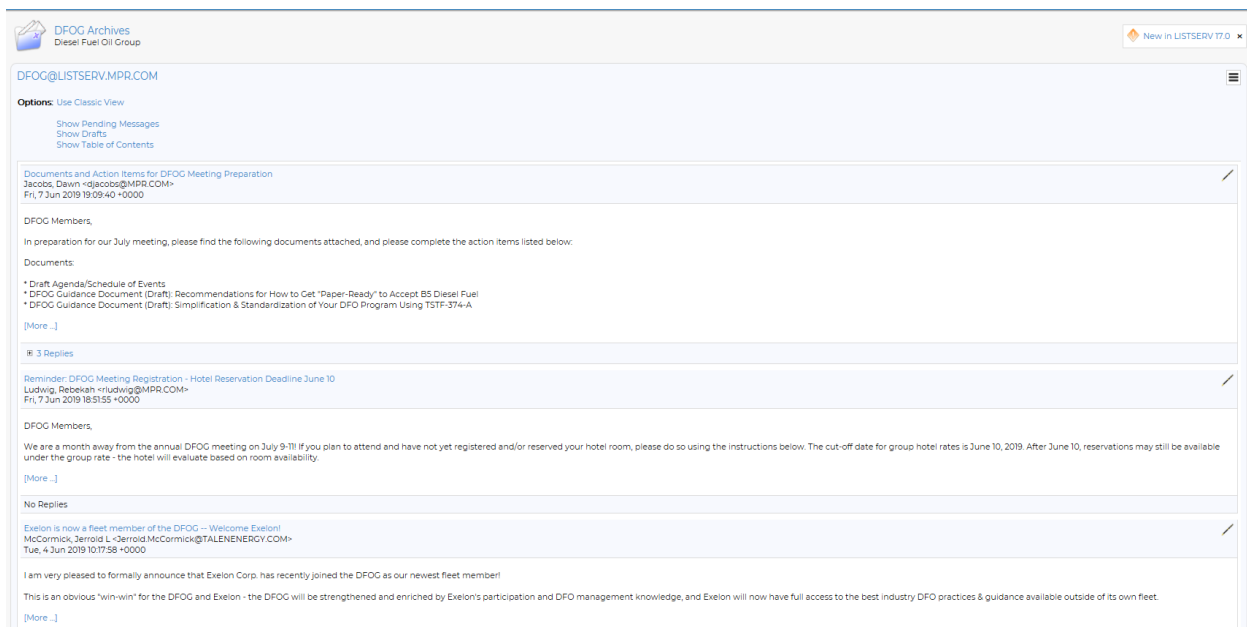 DFOG Archives
Diesel Fuel Oil Group
New in LISTSERV 17.0 ×
DFOG@LISTSERV.MPR.COM
Options: Use Classic View
Show Pending Messages
Show Drafts
Show Table of Contents
Documents and Action Items for DFOG Meeting Preparation
Jacobs, Dawn <djacobs@MPR.COM>
Fri, 7 Jun 2019 19:09:40 +0000
DFOG Members,
In preparation for our July meeting, please find the following documents attached, and please complete the action items listed below:
Documents:
* Draft Agenda/Schedule of Events
* DFOG Guidance Document (Draft): Recommendations for How to Get "Paper-Ready" to Accept B5 Diesel Fuel
* DFOG Guidance Document (Draft): Simplification & Standardization of Your DFO Program Using TSTF-374-A
[More ...]
3 Replies
Reminder: DFOG Meeting Registration - Hotel Reservation Deadline June 10
Ludwig, Rebekah <rludwig@MPR.COM>
Fri, 7 Jun 2019 18:51:55 +0000
DFOG Members,
We are a month away from the annual DFOG meeting on July 9-11! If you plan to attend and have not yet registered and/or reserved your hotel room, please do so using the instructions below. The cut-off date for group hotel rates is June 10, 2019. After June 10, reservations may still be available
under the group rate - the hotel will evaluate based on room availability.
[More ...]
No Replies
Exelon is now a fleet member of the DFOG -- Welcome Exelon!
McCormick, Jerrold L <Jerrold.McCormick@TALENENERGY.COM>
Tue, 4 Jun 2019 10:17:58 +0000
I am very pleased to formally announce that Exelon Corp. has recently joined the DFOG as our newest fleet member!
This is an obvious "win-win" for the DFOG and Exelon - the DFOG will be strengthened and enriched by Exelon's participation and DFO management knowledge, and Exelon will now have full access to the best industry DFO practices & guidance available outside of its own fleet.
[More ...]